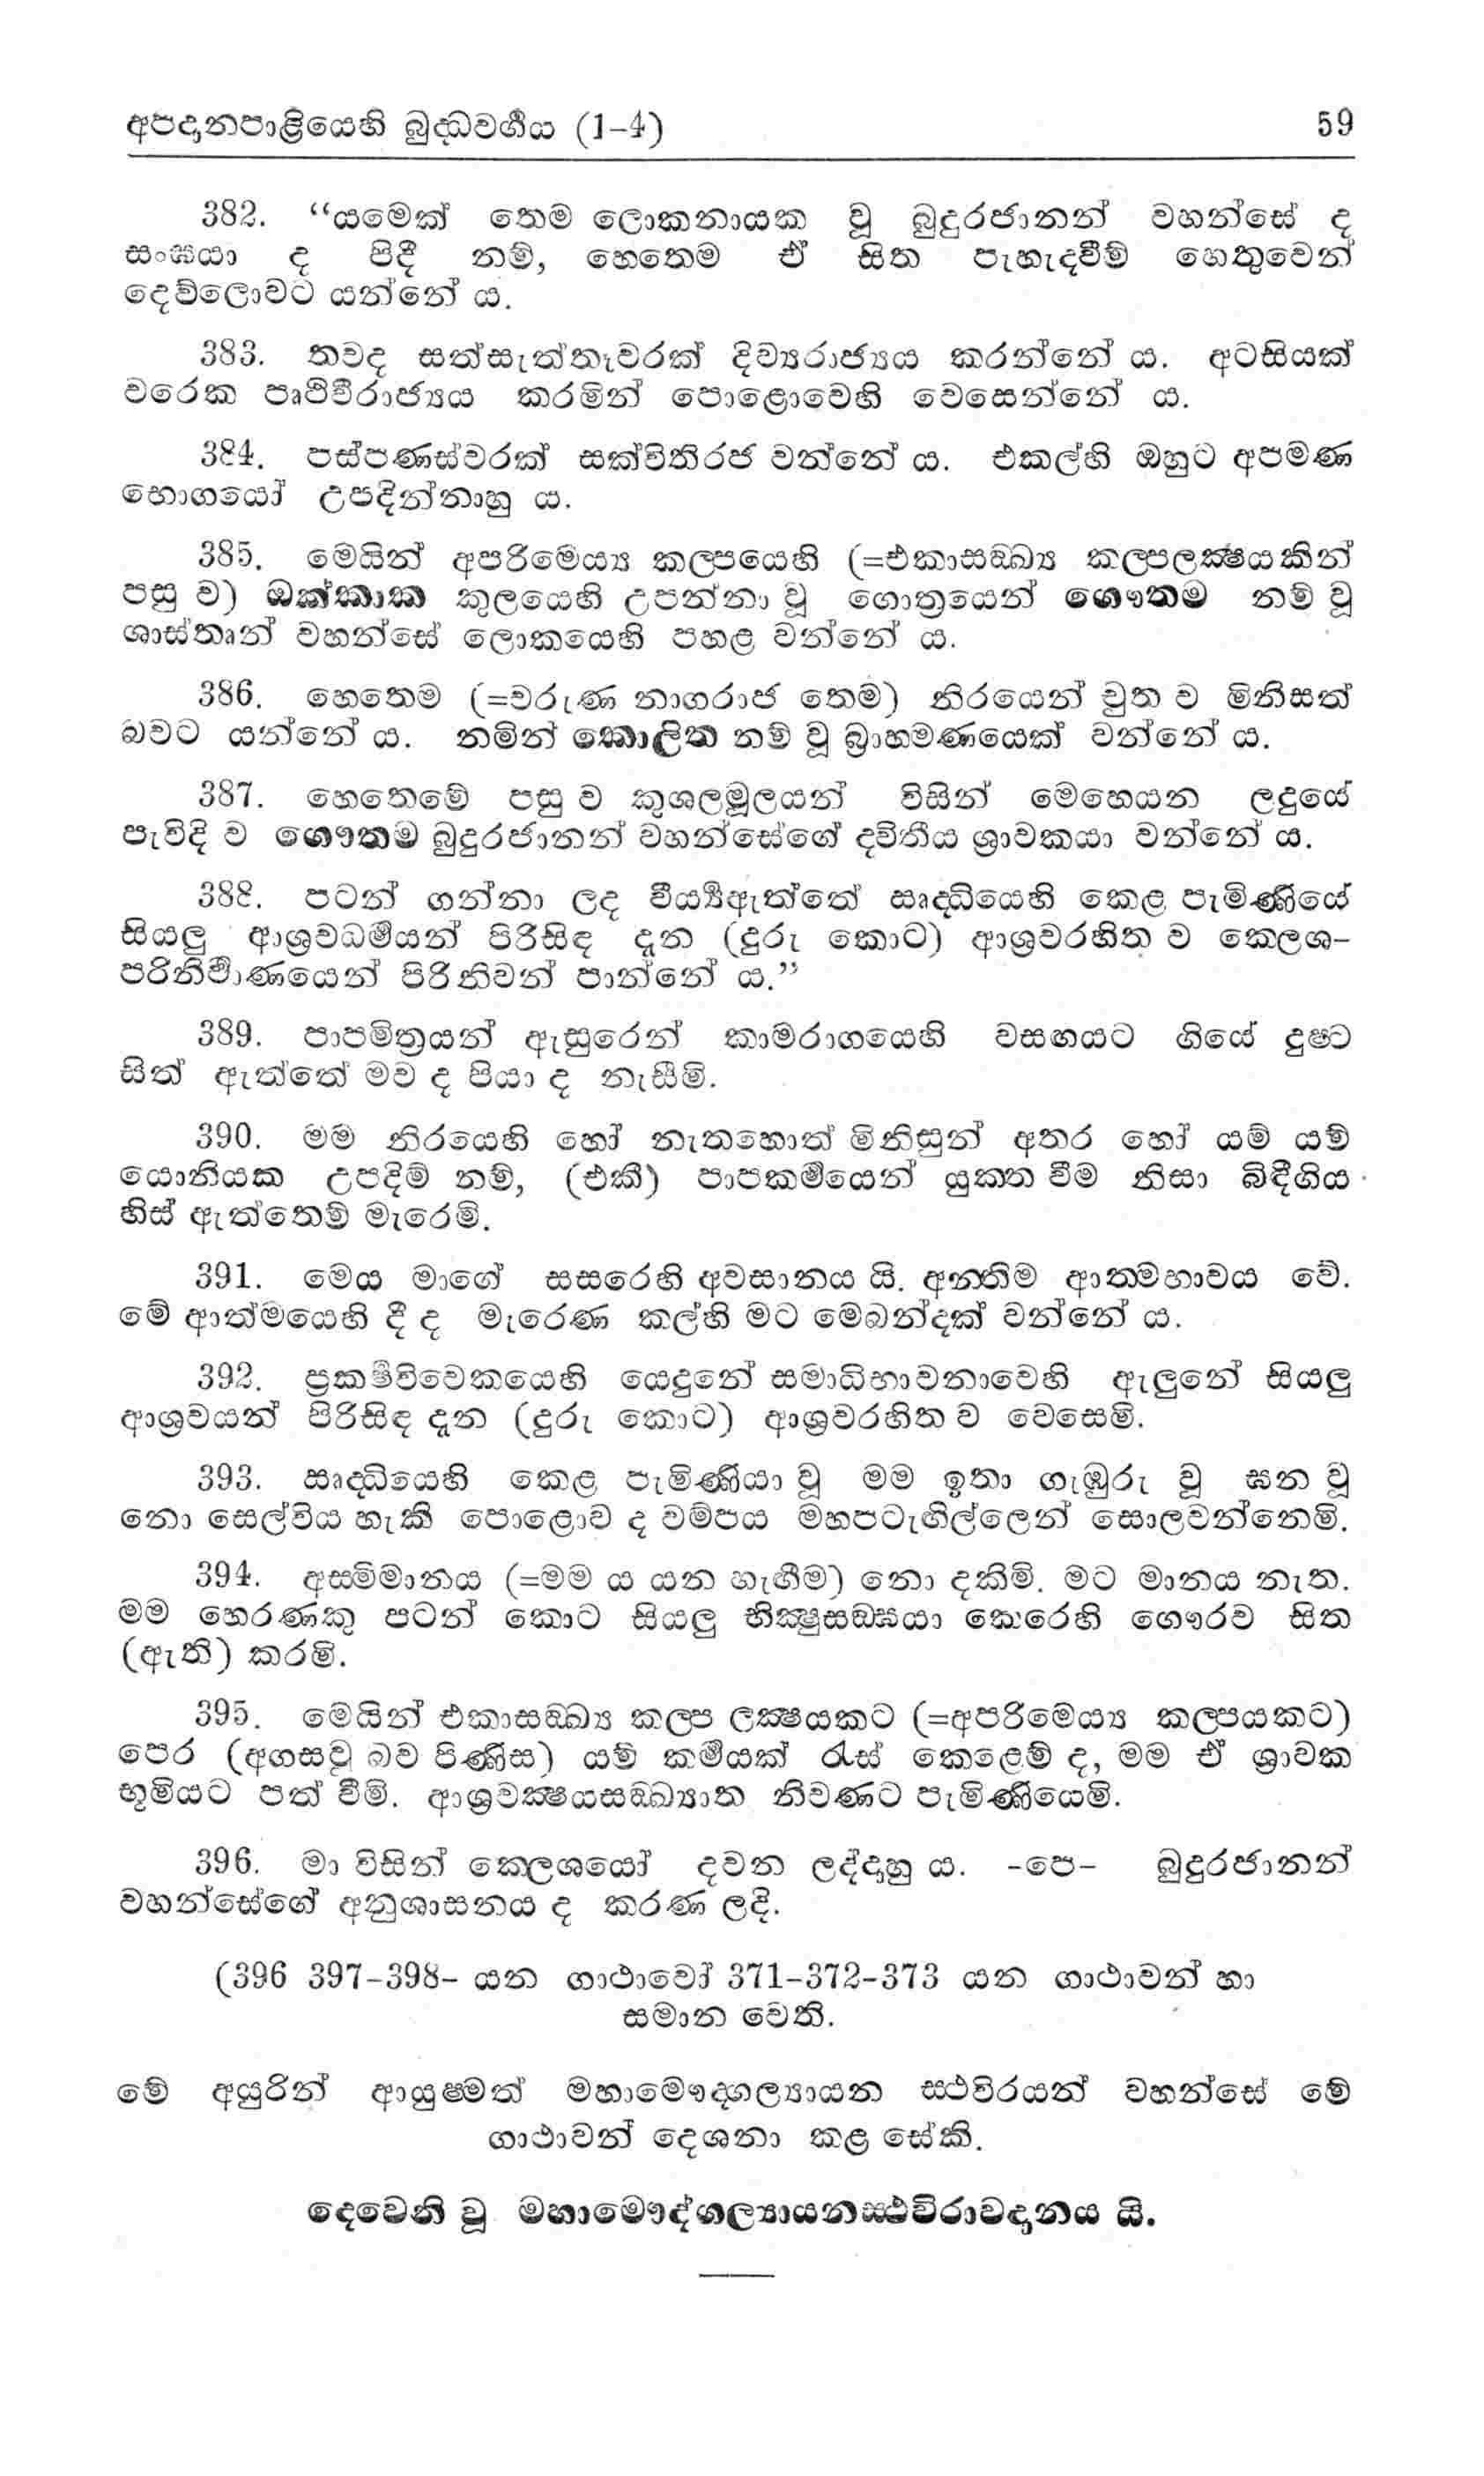 අපදානපාළියෙහි බුද්ධවර්‍ගය (1-4) 59
382. “යමෙක් තෙම ලොකනායක වූ බුදුරජානන් වහන්සේ ද
සංඝයා ද පිදී නම්, හෙතෙම ඒ සිත පැහැදවීම් හෙතුවෙන්
දෙව්ලොවට යන්නේ ය.
383. තවද සත්සැත්තෑවරක් දිව්‍යරාජ්‍යය කරන්නේ ය. අටසියක්
වරෙක පෘථිවීරාජ්‍යය කරමින් පොළොවෙහි වෙසෙන්නේ ය.
384. පස්පණස්වරක් සක්විතිරජ වන්නේ ය. එකල්හි ඔහුට අපමණ
භොගයෝ උපදින්නාහු ය.
385. මෙයින් අපරිමෙය්‍ය කල්පයෙහි (=එකාසඞ්ඛ්‍ය කල්පලක්‍ෂයකින්
පසු ව) ඔක්කාක කුලයෙහි උපන්නා වූ ගොත්‍රයෙන් ගෞතම නම් වූ
ශාස්තෘන් වහන්සේ ලොකයෙහි පහළ වන්නේ ය.
386. හෙතෙම (=වරුණ නාගරාජ තෙම) නිරයෙන් චුත ව මිනිසත්
බවට යන්නේ ය. නමින් කොලිත නම් වූ බ්‍රාහ්මණයෙක් වන්නේ ය.
387. හෙතෙමේ පසු ව කුශලමූලයන් විසින් මෙහෙයන ලදුයේ
පැවිදි ව ගෞතම බුදුරජානන් වහන්සේගේ ද්විතීය ශ්‍රාවකයා වන්නේ ය.
388. පටන් ගන්නා ලද වීර්‍ය්‍යඇත්තේ ඍද්ධියෙහි කෙළ පැමිණියේ
සියලු ආශ්‍රවධර්‍මයන් පිරිසිඳ දැන (දුරු කොට) ආශ්‍රවරහිත ව කෙලශ-
පරිනිර්‍වාණයෙන් පිරිනිවන් පාන්නේ ය.”
389. පාපමිත්‍රයන් ඇසුරෙන් කාමරාගයෙහි වසඟයට ගියේ දුෂ්ට
සිත් ඇත්තේ මව ද පියා ද නැසීමි.
390. මම නිරයෙහි හෝ නැතහොත් මිනිසුන් අතර හෝ යම් යම්
යොනියක උපදිම් නම්, (එකී) පාපකර්‍මයෙන් යුක්ත වීම නිසා බිඳීගිය
හිස් ඇත්තෙම් මැරෙමි.
391. මෙය මාගේ සසරෙහි අවසානය යි. අන්තිම ආත්මභාවය වේ.
මේ ආත්මයෙහි දී ද මැරෙණ කල්හි මට මෙබන්දක් වන්නේ ය.
392. ප්‍රකර්‍ෂවිවෙකයෙහි යෙදුනේ සමාධිභාවනාවෙහි ඇලුනේ සියලු
ආශ්‍රවයන් පිරිසිඳ දැන (දුරු කොට) ආශ්‍රවරහිත ව වෙසෙමි.
393. ඍද්ධියෙහි කෙළ පැමිණියා වූ මම ඉතා ගැඹුරු වූ ඝන වූ
නො සෙල්විය හැකි පොළොව ද වම්පය මහපටැඟිල්ලෙන් සොලවන්නෙමි.
394. අස්මිමානය (=මම ය යන හැඟීම) නො දකිමි. මට මානය නැත.
මම හෙරණකු පටන් කොට සියලු භික්‍ෂුසඞ්ඝයා කෙරෙහි ගෞරව සිත
(ඇති) කරමි.
395. මෙයින් එකාසඞ්ඛ්‍ය කල්ප ලක්‍ෂයකට (=අපරිමෙය්‍ය කල්පයකට)
පෙර (අගසවු බව පිණිස) යම් කර්‍මයක් රැස් කෙළෙම් ද, මම ඒ ශ්‍රාවක
භූමියට පත් වීමි. ආශ්‍රවක්‍ෂයසඞ්ඛ්‍යාත නිවණට පැමිණියෙමි.
396. මා විසින් කෙලශයෝ දවන ලද්දාහු ය. -පෙ- බුදුරජානන්
වහන්සේගේ අනුශාසනය ද කරණ ලදි.
(396 397-398- යන ගාථාවෝ 371-372-373 යන ගාථාවන් හා
සමාන වෙති.
මේ අයුරින් ආයුෂ්මත් මහාමෞද්ගල්‍යායන ස්ථවිරයන් වහන්සේ මේ
ගාථාවන් දෙශනා කළ සේකි.
දෙවෙනි වූ මහාමෞද්ගල්‍යායනස්ථවිරාවදානය යි.